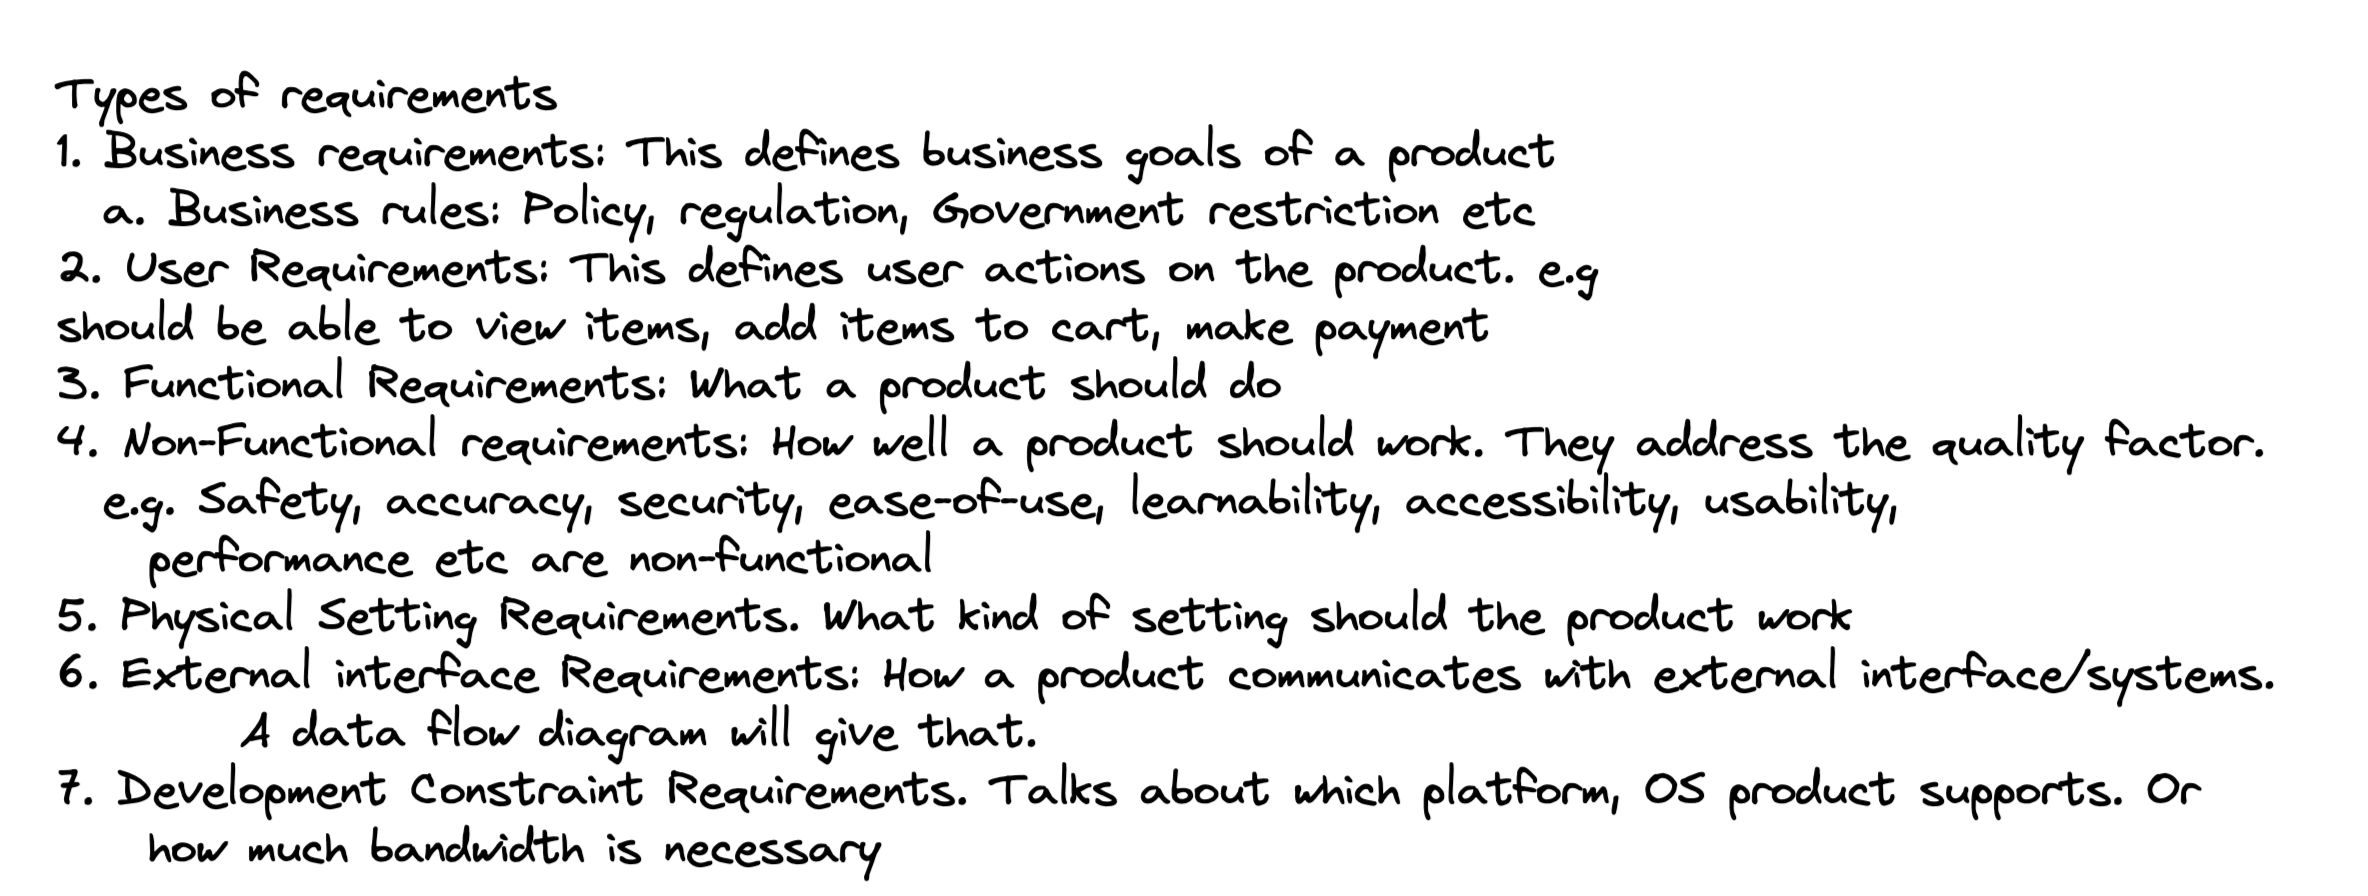 Types of requirements
1. Business requirements: This defines business goals of a product
a. Business rules: Policy, regulation, Government restriction etc
2. User Requirements: This defines user actions on the product. e.g
should be able to view items, add items to cart, make payment
3. Functional Requirements: What a product should do
4. Non-Functional requirements: How well a product should work. They address the quality factor.
e.g. Safety, accuracy, security, ease-of-use, learnability, accessibility, usability,
performance etc are non-functional
5. Physical Setting Requirements. What kind of setting should the product work
6. External interface Requirements: How a product communicates with external interface/systems.
A data flow diagram will give that.
7. Development Constraint Requirements. Talks about which platform, OS product supports. Or
how much bandwidth is necessary